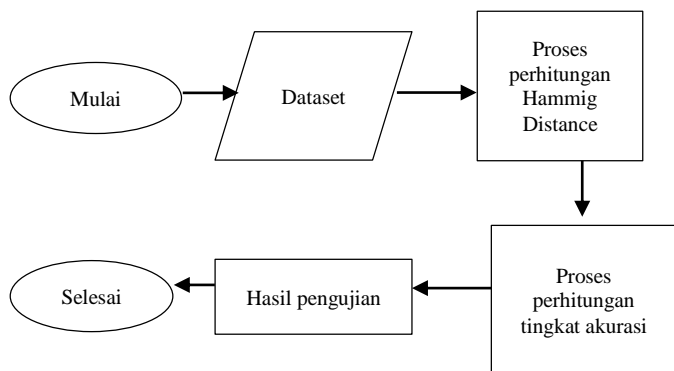 Mulai
Dataset
Proses
perhitungan
Hammig
Distance
Proses
perhitungan
tingkat akurasi
Hasil pengujian
Selesai